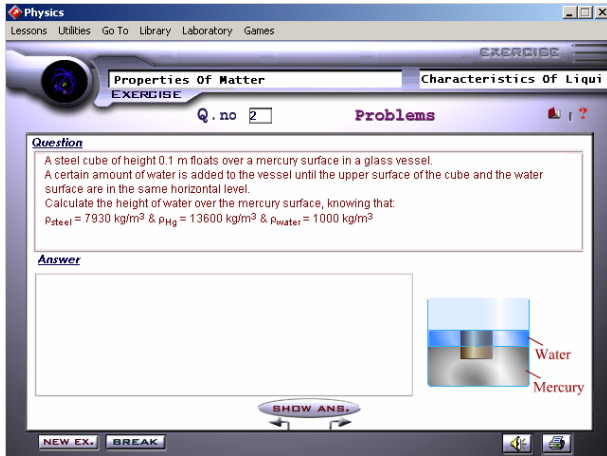 Physics
Lessons Utilities Go To Library Laboratory Games
EXERCISE
Properties Of Matter
Characteristics Of Liqui
EXERCISE
Q.no 2
Problems
?
Question
A steel cube of height 0.1 m floats over a mercury surface in a glass vessel.
A certain amount of water is added to the vessel until the upper surface of the cube and the water
surface are in the same horizontal level.
Calculate the height of water over the mercury surface, knowing that:
ρsteel = 7930 kg/m³ & ρHg = 13600 kg/m³ & ρwater = 1000 kg/m³
Answer
Water
Mercury
SHOW ANS.
NEW EX. BREAK